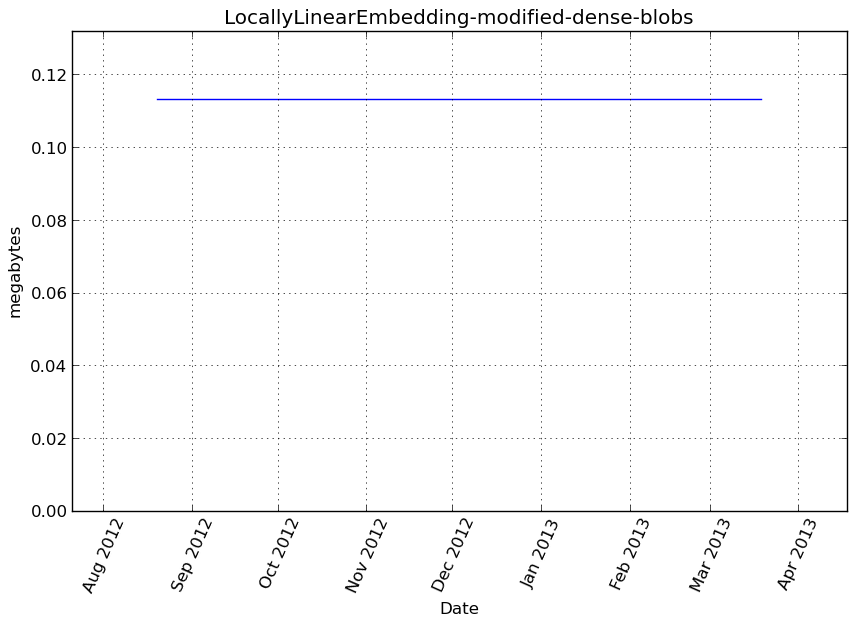 LocallyLinearEmbedding-modified-dense-blobs
0.12
0.10
0.08
0.06
0.04
0.02
0.00
megabytes
Aug 2012
Sep 2012
Oct 2012
Nov 2012
Dec 2012
Jan 2013
Feb 2013
Mar 2013
Apr 2013
Date